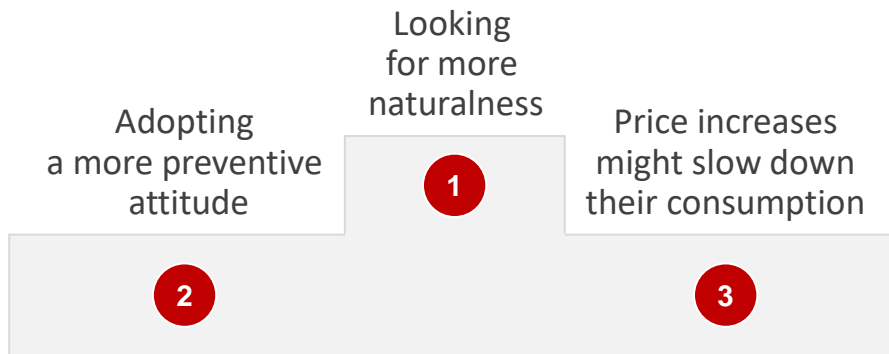 Looking
for more
naturalness
1
Adopting
a more preventive
attitude
2
Price increases
might slow down
their consumption
3